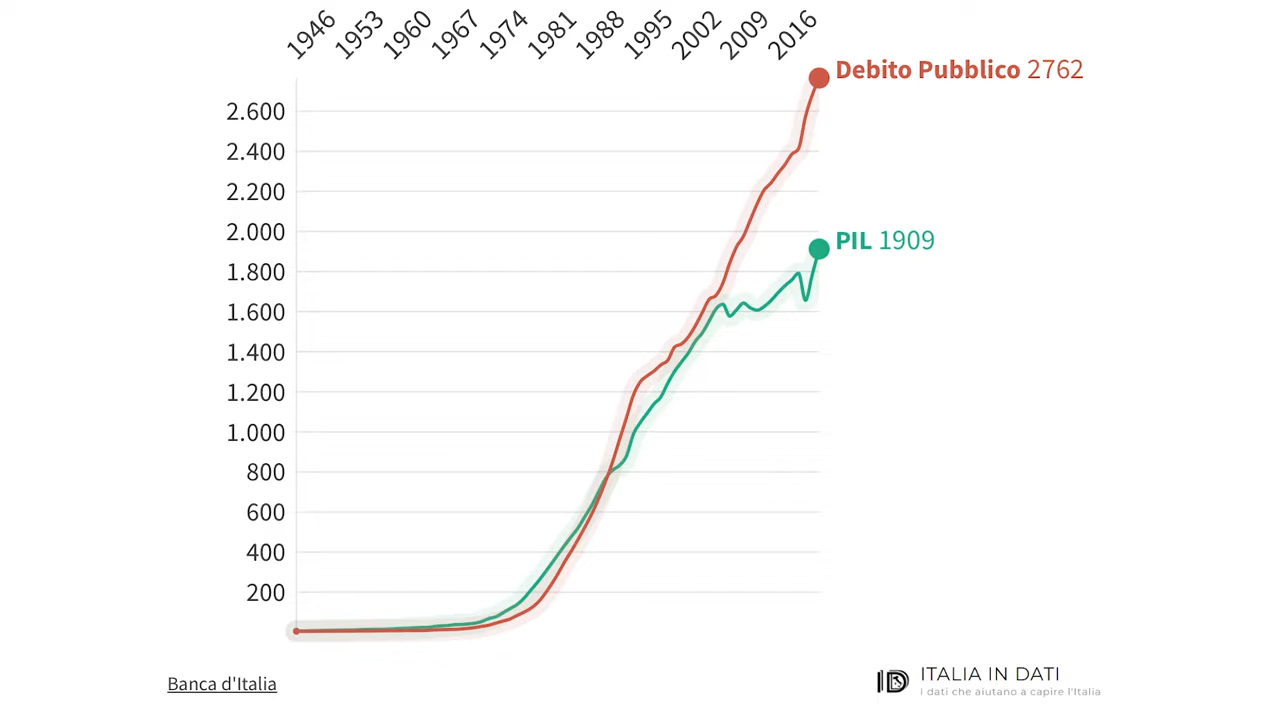 1946 1953 1960 1967 1974 1981 1988 1995 2002 2009 2016
Debito Pubblico 2762
2.600
2.400
2.200
2.000
PIL 1909
1.800
1.600
1.400
1.200
1.000
800
600
400
200
Banca d'Italia
ID ITALIA IN DATI
i dati che aiutano a capire l'Italia